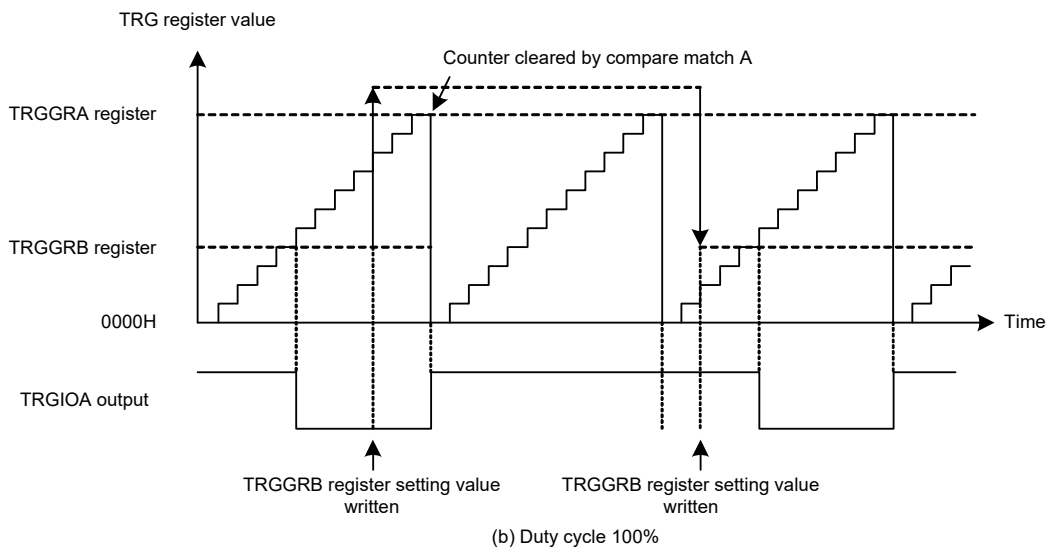 TRG register value
Counter cleared by compare match A
TRGGRA register
TRGGRB register
0000H
Time
TRGIOA output
TRGGRB register setting value
written
TRGGRB register setting value
written
(b) Duty cycle 100%